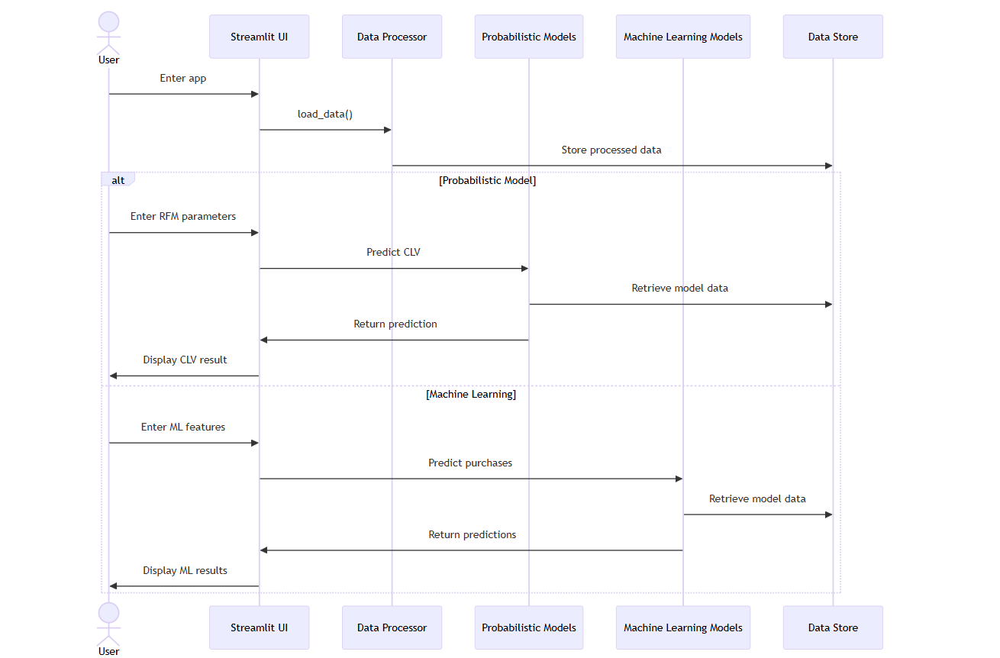 User
Streamlit UI
Data Processor
Probabilistic Models
Machine Learning Models
Data Store
Enter app
load_data()
Store processed data
alt
[Probabilistic Model]
Enter RFM parameters
Predict CLV
Retrieve model data
Return prediction
Display CLV result
[Machine Learning]
Enter ML features
Predict purchases
Retrieve model data
Return predictions
Display ML results
User
Streamlit UI
Data Processor
Probabilistic Models
Machine Learning Models
Data Store